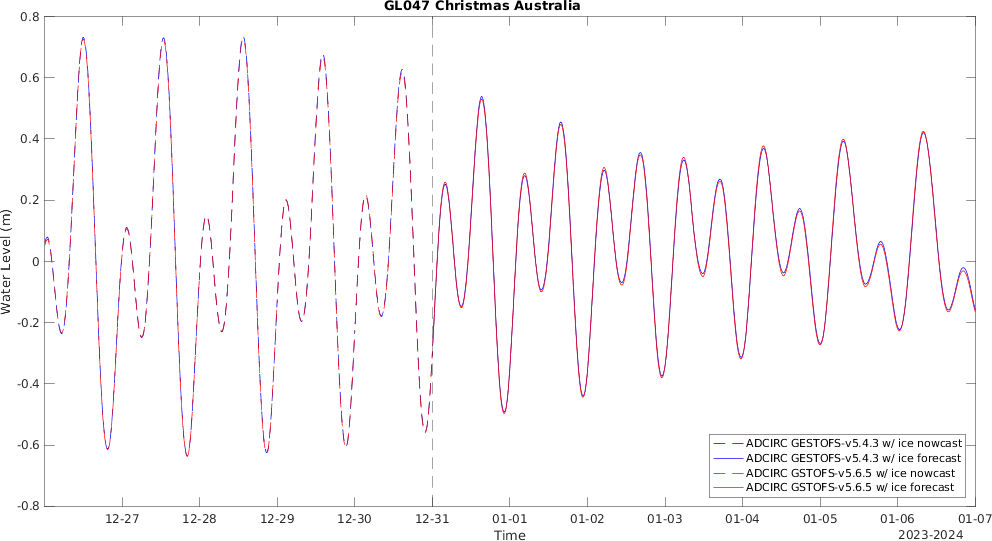 GL047 Christmas Australia
0.8
0.6
0.4
0.2
0
-0.2
-0.4
-0.6
-0.8
Water Level (m)
ADCIRC GESTOFS-v5.4.3 w/ ice nowcast
ADCIRC GESTOFS-v5.4.3 w/ ice forecast
ADCIRC GSTOFS-v5.6.5 w/ ice nowcast
ADCIRC GSTOFS-v5.6.5 w/ ice forecast
12-27 12-28 12-29 12-30 12-31 01-01 01-02 01-03 01-04 01-05 01-06 01-07
Time
2023-2024